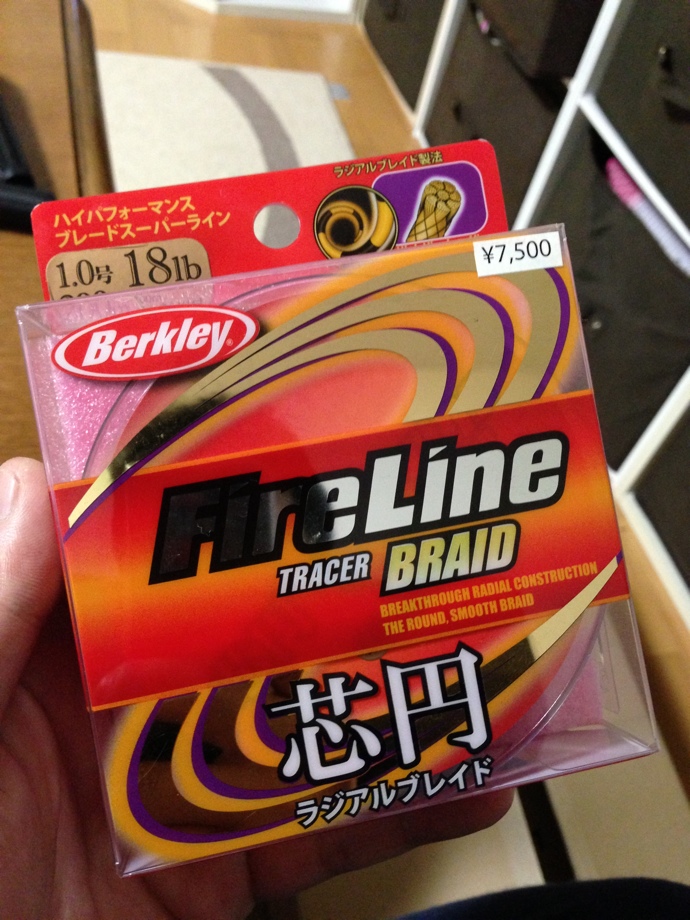 ラジアルブレイド製法
ハイパフォーマンス
ブレードスーパーライン
1.0号 18lb
¥7,500
Berkley
FireLine
TRACER BRAID
BREAKTHROUGH RADIAL CONSTRUCTION
THE ROUND, SMOOTH BRAID
芯円
ラジアルブレイド